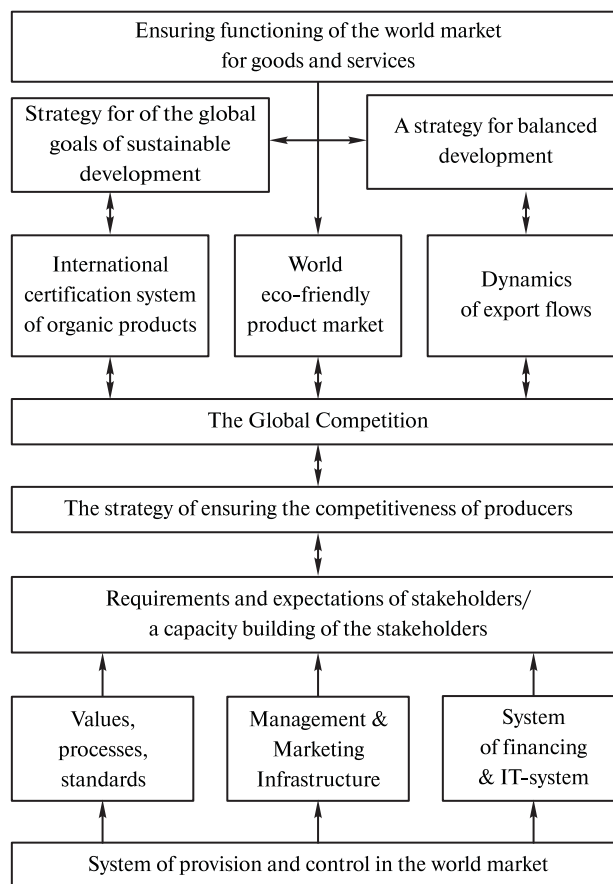 Ensuring functioning of the world market
for goods and services
Strategy for of the global
goals of sustainable
development
A strategy for balanced
development
International
certification system
of organic products
World
eco-friendly
product market
Dynamics
of export flows
The Global Competition
The strategy of ensuring the competitiveness of producers
Requirements and expectations of stakeholders/
a capacity building of the stakeholders
Values,
processes,
standards
Management &
Marketing
Infrastructure
System
of financing
& IT-system
System of provision and control in the world market